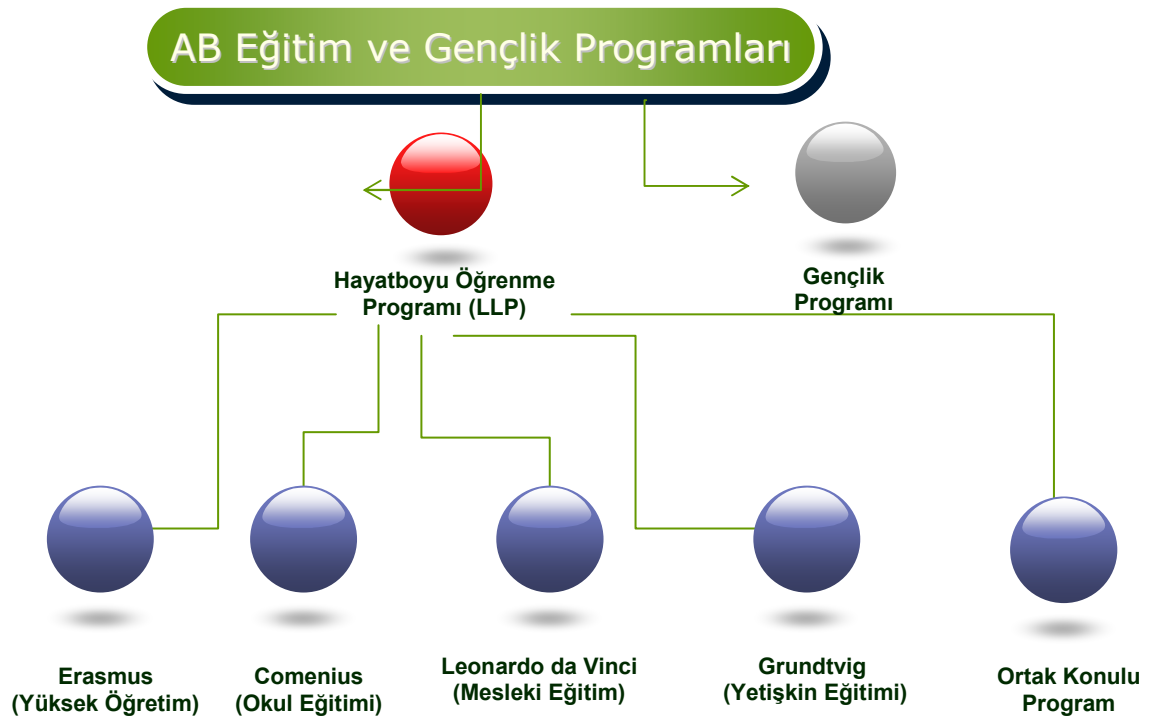 AB Eğitim ve Gençlik Programları
Hayatboyu Öğrenme
Programı (LLP)
Gençlik
Programı
Erasmus
(Yüksek Öğretim)
Comenius
(Okul Eğitimi)
Leonardo da Vinci
(Mesleki Eğitim)
Grundtvig
(Yetişkin Eğitimi)
Ortak Konulu
Program